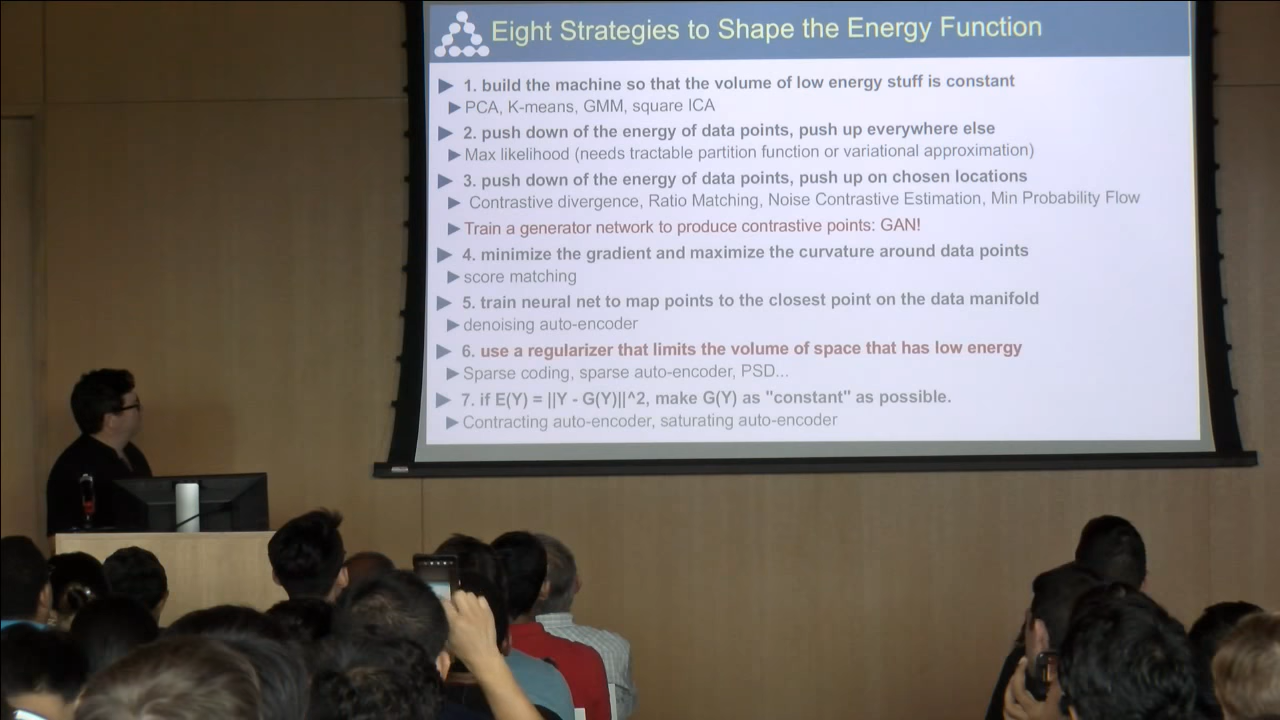 Eight Strategies to Shape the Energy Function
1. build the machine so that the volume of low energy stuff is constant
PCA, K-means, GMM, square ICA
2. push down of the energy of data points, push up everywhere else
Max likelihood (needs tractable partition function or variational approximation)
3. push down of the energy of data points, push up on chosen locations
Contrastive divergence, Ratio Matching, Noise Contrastive Estimation, Min Probability Flow
Train a generator network to produce contrastive points: GAN!
4. minimize the gradient and maximize the curvature around data points
score matching
5. train neural net to map points to the closest point on the data manifold
denoising auto-encoder
6. use a regularizer that limits the volume of space that has low energy
Sparse coding, sparse auto-encoder, PSD...
7. if E(Y) = ||Y - G(Y)||^2, make G(Y) as "constant" as possible.
Contracting auto-encoder, saturating auto-encoder